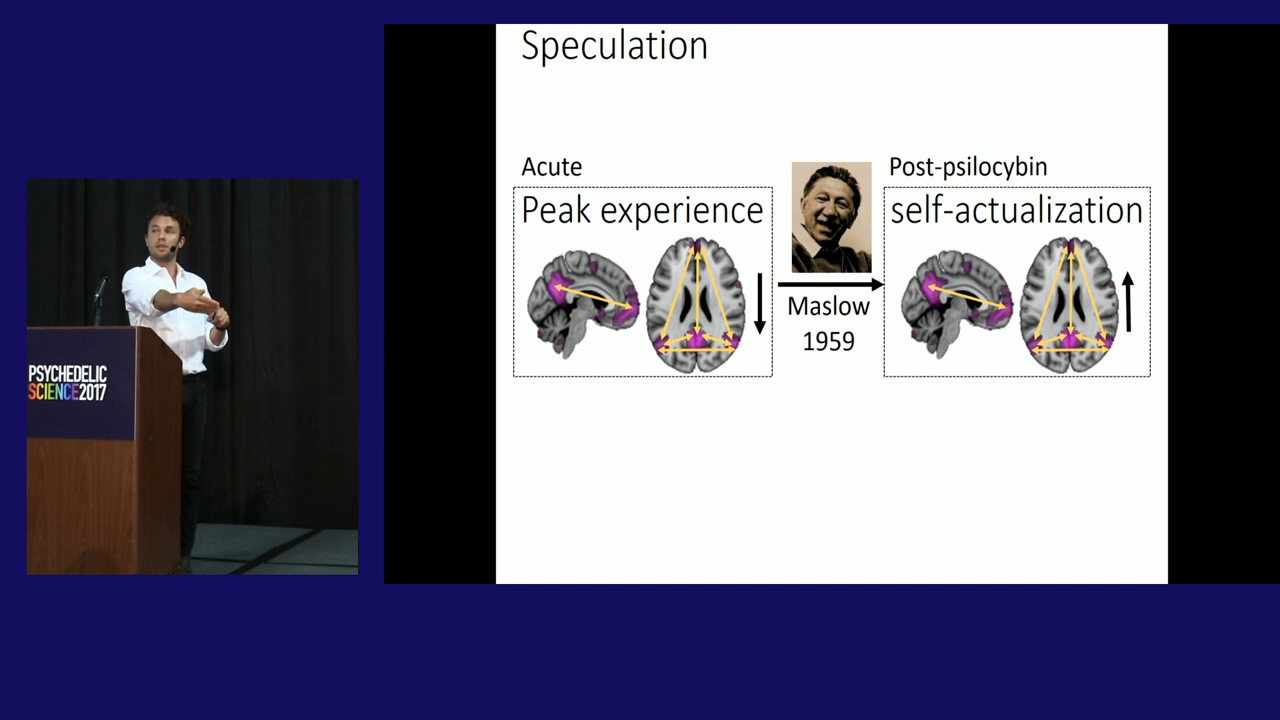 Speculation
Acute
Post-psilocybin
Peak experience
self-actualization
Maslow
1959
PSYCHEDELIC
SCIENCE2017